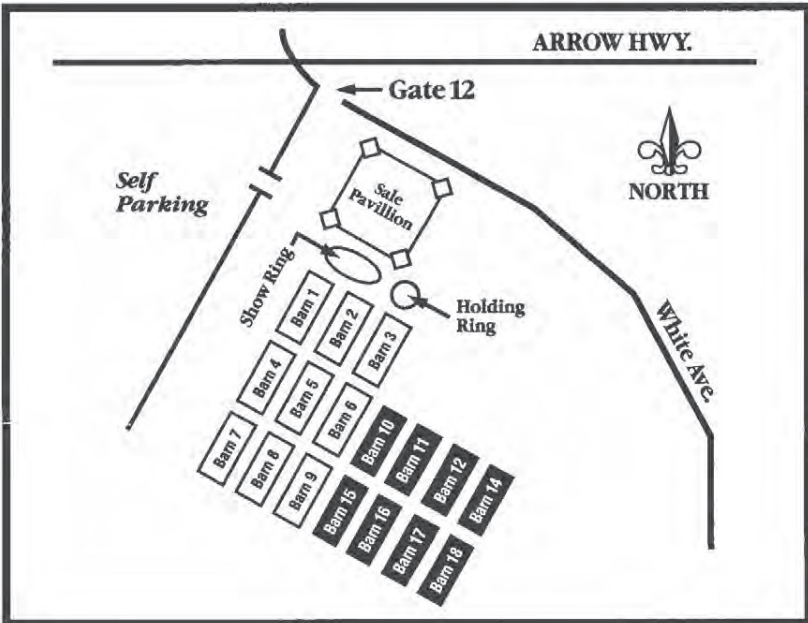 ARROW HWY.
Gate 12
NORTH
Self
Parking
Sale
Pavillion
Show Ring
Holding
Ring
White Ave.
Barn 1
Barn 2
Barn 3
Barn 4
Barn 5
Barn 6
Barn 7
Barn 8
Barn 9
Barn 10
Barn 11
Barn 12
Barn 14
Barn 15
Barn 16
Barn 17
Barn 18